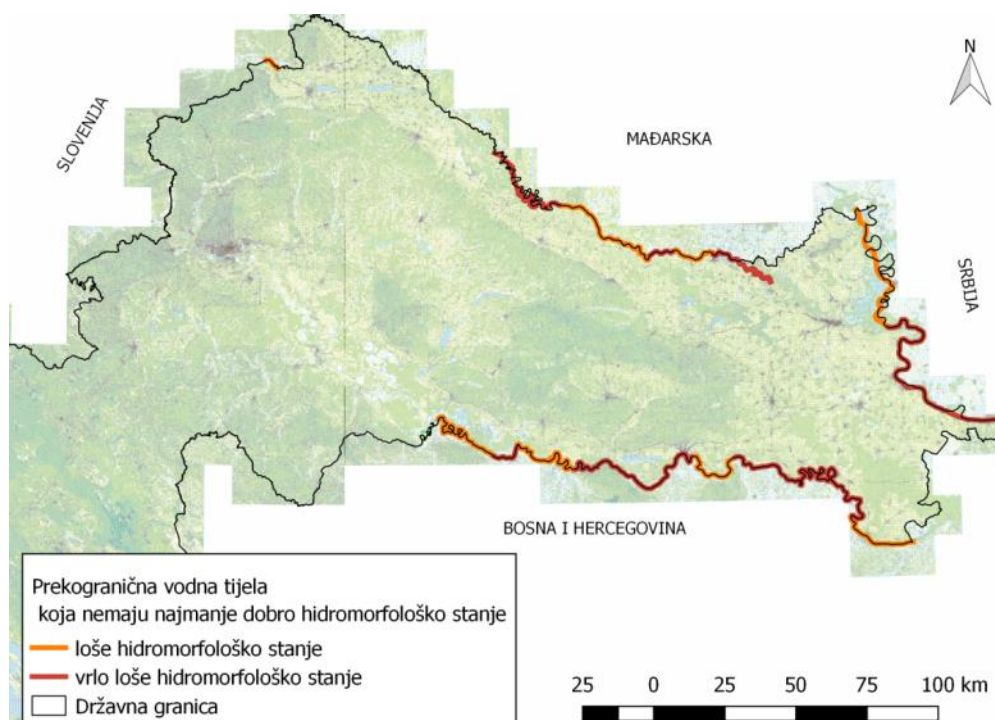 N
SLOVENIJA
MAĐARSKA
SRBIJA
BOSNA I HERCEGOVINA
Prekogranična vodna tijela
koja nemaju najmanje dobro hidromorfološko stanje
loše hidromorfološko stanje
vrlo loše hidromorfološko stanje
Državna granica
25 0 25 50 75 100 km